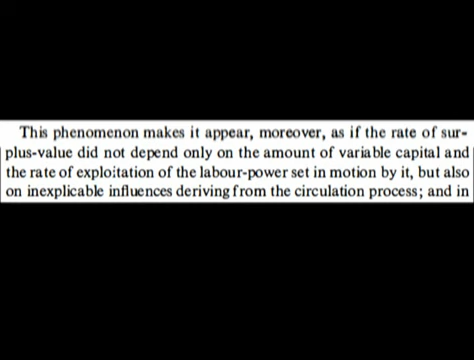 This phenomenon makes it appear, moreover, as if the rate of sur-
plus-value did not depend only on the amount of variable capital and
the rate of exploitation of the labour-power set in motion by it, but also
on inexplicable influences deriving from the circulation process; and in